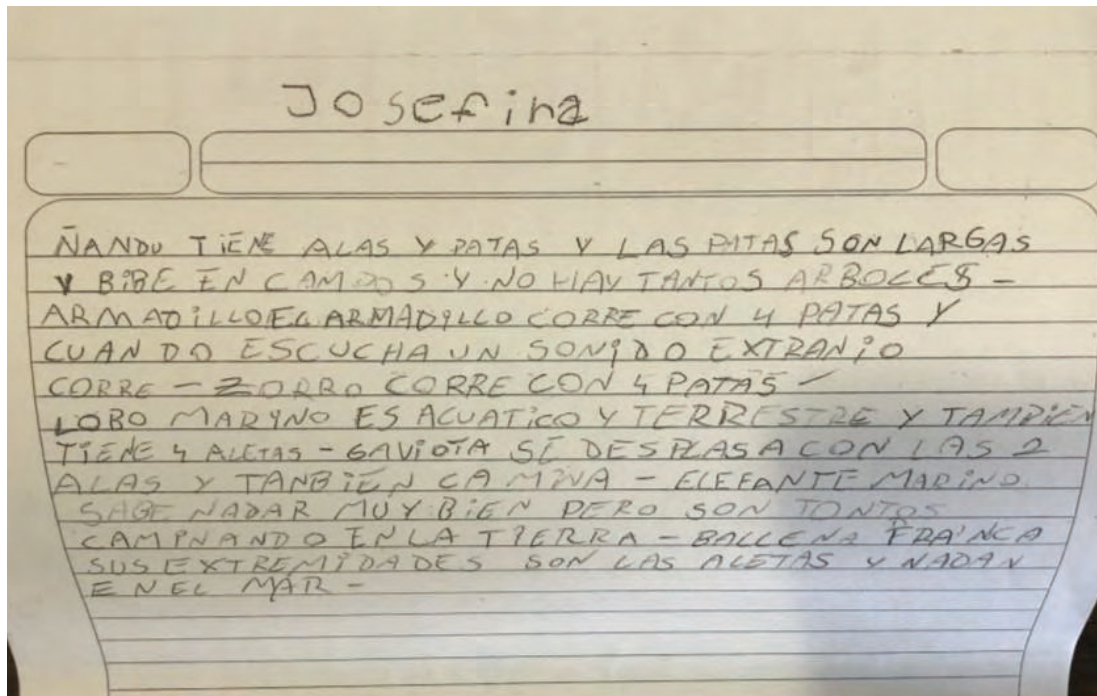 Josefina
ÑANDU TIENE ALAS Y PATAS Y LAS PATAS SON LARGAS
Y BIBE EN CAMPOS Y NO HAY TANTOS ARBOLES -
ARMADILLO EL ARMADILLO CORRE CON 4 PATAS Y
CUANDO ESCUCHA UN SONIDO EXTRANIO
CORRE - ZORRO CORRE CON 4 PATAS -
LOBO MARYNO ES ACUATICO Y TERRESTRE Y TAMBIEN
TIENE 4 ALETAS - GAVIOTA SE DESPLASA CON LAS 2
ALAS Y TANBIEN CAMINA - ELEFANTE MARINO
SABE NADAR MUY BIEN PERO SON TONTOS
CAMINANDO EN LA TIERRA - BALLENA FRANCA
SUS EXTREMIDADES SON LAS ALETAS Y NADAN
EN EL MAR -